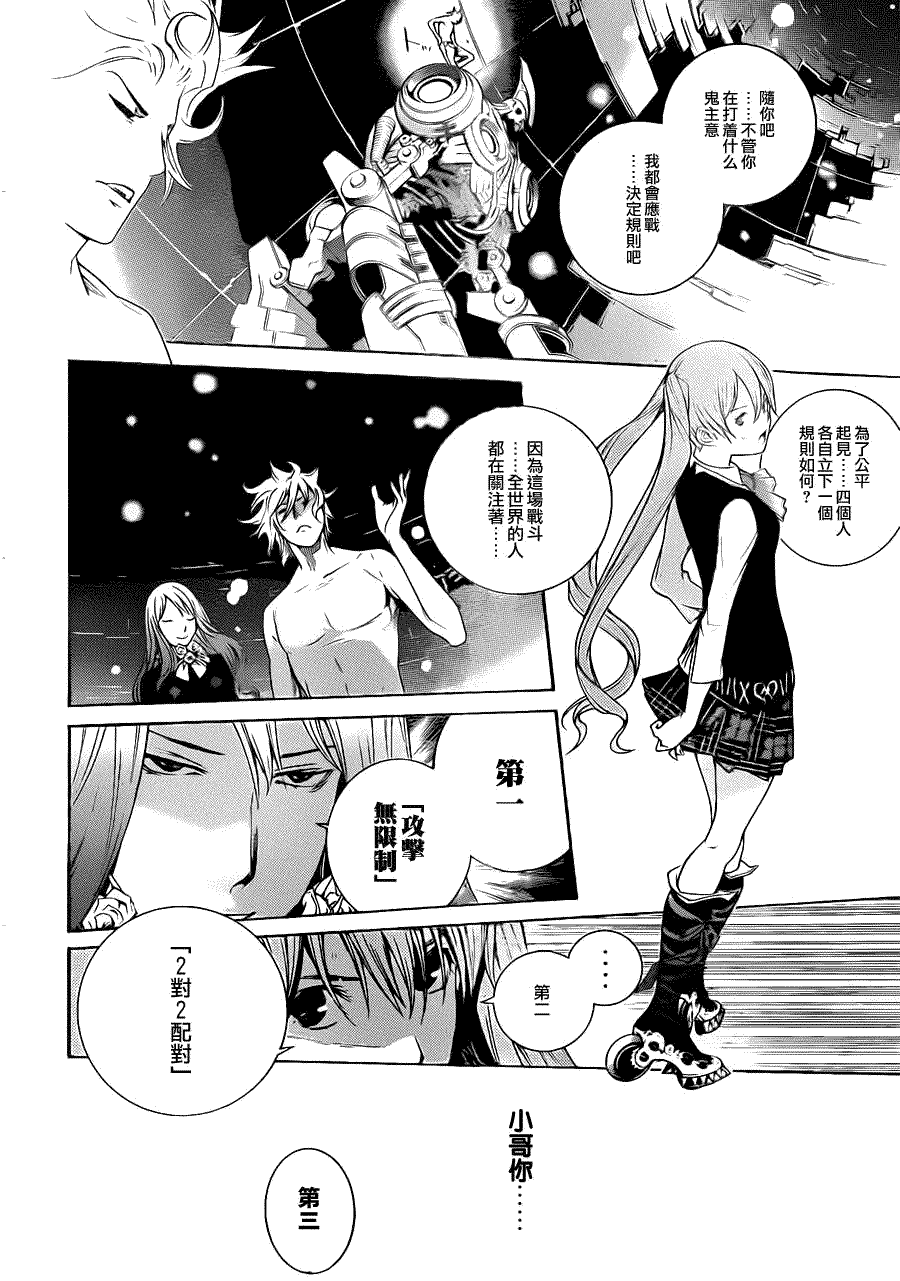 隨你吧
……不管你
在打着什么
鬼主意
我都會應戰
……決定規則吧
為了公平
起見……四個人
各自立下一個
規則如何?
因為這場戰斗
……全世界的人
都在關注著……
第一
「攻擊
無限制」
・・・・
第二
「2對2配對」
小哥你……
第三